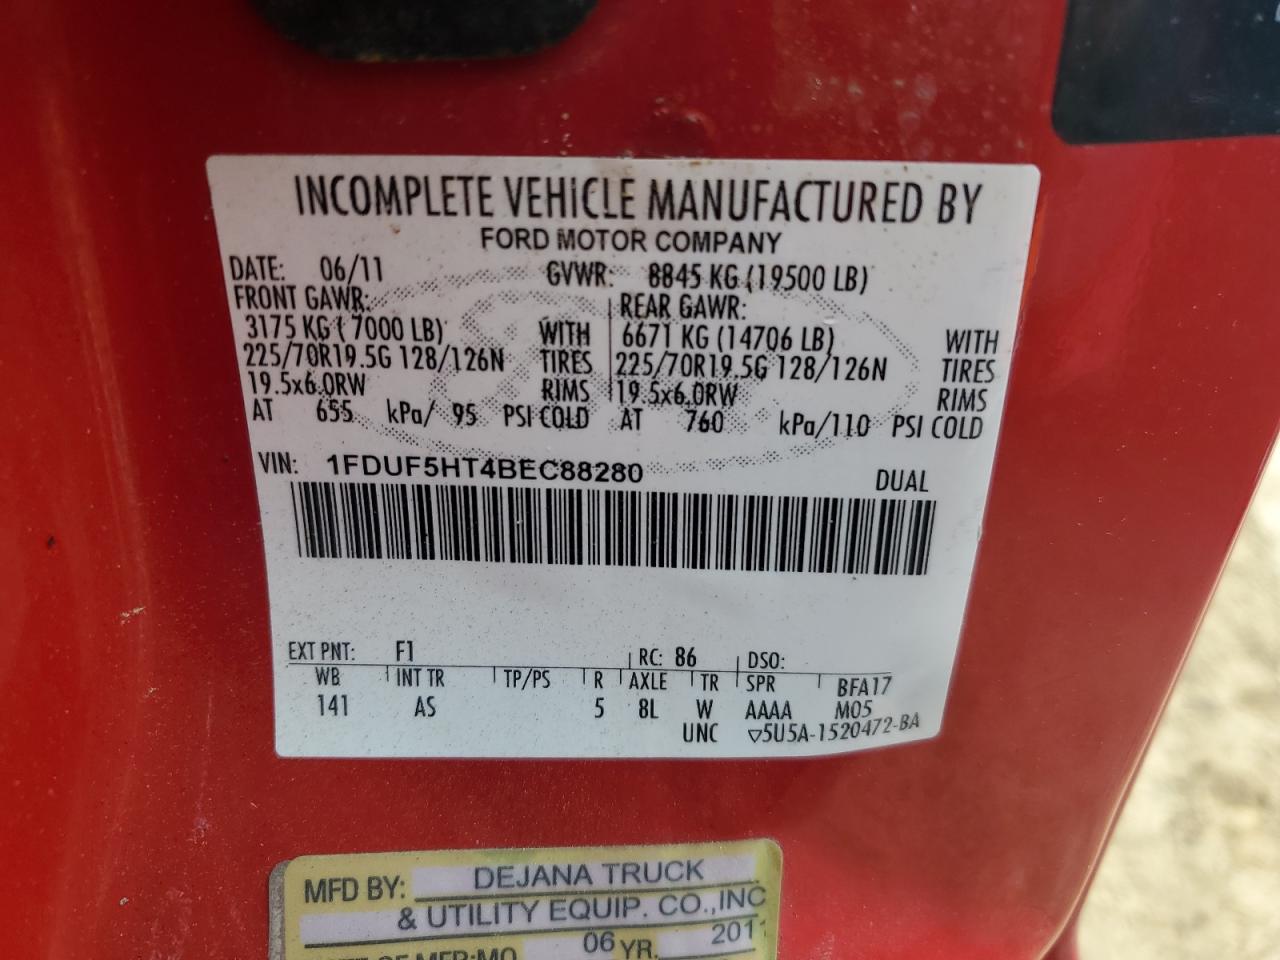 INCOMPLETE VEHICLE MANUFACTURED BY
FORD MOTOR COMPANY
DATE: 06/11 GVWR: 8845 KG (19500 LB)
FRONT GAWR: REAR GAWR:
3175 KG ( 7000 LB) WITH 6671 KG (14706 LB) WITH
225/70R19.5G 128/126N TIRES 225/70R19.5G 128/126N TIRES
19.5x6.0RW RIMS 19.5x6.0RW RIMS
AT 655 kPa/ 95 PSI COLD AT 760 kPa/110 PSI COLD
VIN: 1FDUF5HT4BEC88280 DUAL
EXT PNT: F1 RC: 86 DSO:
WB INT TR TP/PS R AXLE TR SPR BFA17
141 AS 5 8L W AAAA M05
UNC ▽5U5A-1520472-BA
MFD BY: DEJANA TRUCK
& UTILITY EQUIP. CO.,INC
OF MFR:MO 06 YR. 201